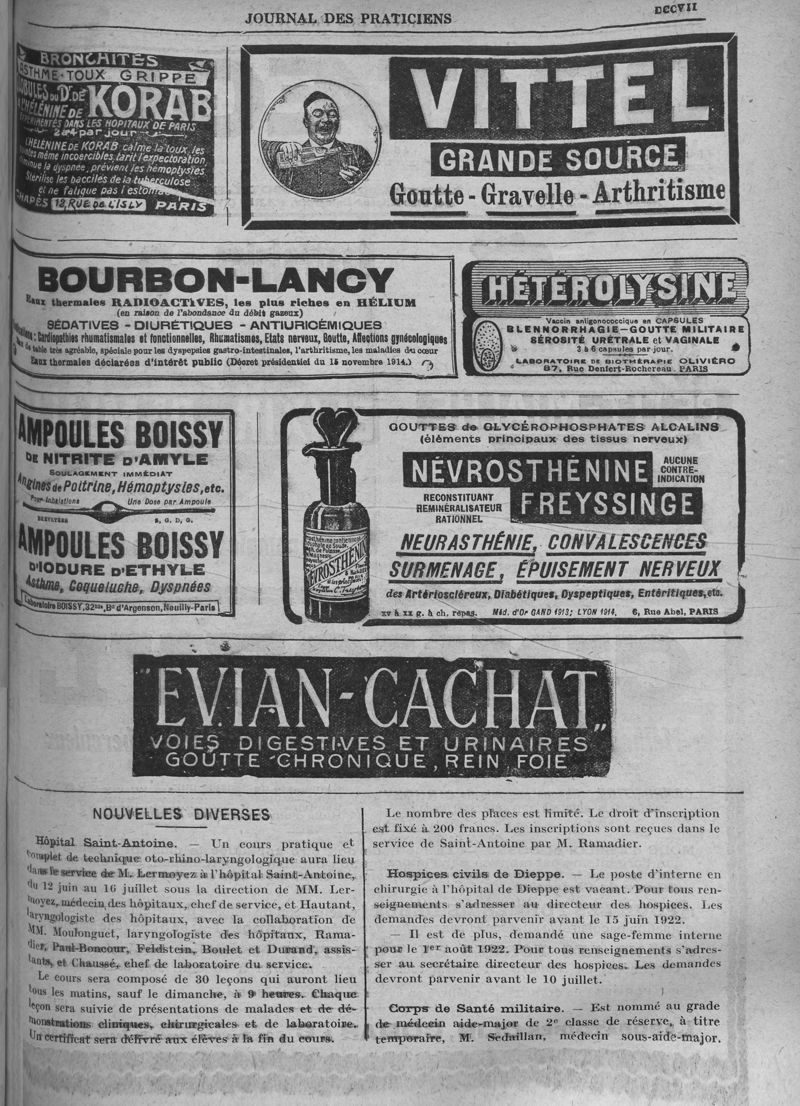 JOURNAL DES PRATICIENS
DCCVII
BRONCHITES
ASTHME-TOUX GRIPPE
GLOBULES DU Dr. DE
HÉLÉNINE DE KORAB
DANS LES HOPITAUX DE PARIS
2 à 4 par jour
L'HELENINE DE KORAB calme la toux, les
même incoercibles, tarit l'expectoration,
la dyspnée, prévient les hémoptysies
Stérilise les bacilles de la tuberculose
et ne fatigue pas l'estomac
CHAPÈS 12, RUE DE L'ISLY PARIS
VITTEL
GRANDE SOURCE
Goutte - Gravelle - Arthritisme
BOURBON-LANCY
Eaux thermales RADIOACTIVES, les plus riches en HÉLIUM
(en raison de l'abondance du débit gazeux)
SÉDATIVES - DIURÉTIQUES - ANTIURICÉMIQUES
Cardiopathies rhumatismales et fonctionnelles, Rhumatismes, Etats nerveux, Goutte, Affections gynécologiques
de table très agréable, spéciale pour les dyspepsies gastro-intestinales, l'arthritisme, les maladies du cœur
Eaux thermales déclarées d'intérêt public (Décret présidentiel du 15 novembre 1914.)
HÉTÉROLYSINE
Vaccin antigonococcique en CAPSULES
BLENNORRHAGIE-GOUTTE MILITAIRE
SÉROSITÉ URÉTRALE et VAGINALE
3 à 6 capsules par jour.
LABORATOIRE DE BIOTHÉRAPIE OLIVIÉRO
87, Rue Denfert-Rochereau. PARIS
AMPOULES BOISSY
DE NITRITE D'AMYLE
SOULAGEMENT IMMÉDIAT
Angines de Poitrine, Hémoptysies, etc.
Pour Inhalations Une Dose par Ampoule
BREVETÉES S. G. D. G.
AMPOULES BOISSY
D'IODURE D'ETHYLE
Asthme, Coqueluche, Dyspnées
Laboratoire BOISSY, 32bis, Bd d'Argenson, Neuilly-Paris
GOUTTES de GLYCÉROPHOSPHATES ALCALINS
(éléments principaux des tissus nerveux)
NÉVROSTHÉNINE
AUCUNE
CONTRE-
INDICATION
RECONSTITUANT
REMINÉRALISATEUR
RATIONNEL
FREYSSINGE
NEVROSTHÉNINE
NEURASTHÉNIE, CONVALESCENCES
SURMENAGE, ÉPUISEMENT NERVEUX
des Artérioscléreux, Diabétiques, Dyspeptiques, Entéritiques, etc.
xv à xx g. à ch. repas. Méd. d'Or GAND 1913; LYON 1914. 6, Rue Abel, PARIS
"EVIAN-CACHAT"
VOIES DIGESTIVES ET URINAIRES
GOUTTE CHRONIQUE, REIN FOIE
NOUVELLES DIVERSES
Hôpital Saint-Antoine. — Un cours pratique et
complet de technique oto-rhino-laryngologique aura lieu
dans le service de M. Lermoyez à l'hôpital Saint-Antoine,
du 12 juin au 16 juillet sous la direction de MM. Ler-
moyez, médecin des hôpitaux, chef de service, et Hautant,
laryngologiste des hôpitaux, avec la collaboration de
MM. Moulonguet, laryngologiste des hôpitaux, Rama-
dier, Paul-Boncour, Feldstein, Boulet et Durand, assis-
tants, et Chaussé, chef de laboratoire du service.
Le cours sera composé de 30 leçons qui auront lieu
tous les matins, sauf le dimanche, à 9 heures. Chaque
leçon sera suivie de présentations de malades et de dé-
monstrations cliniques, chirurgicales et de laboratoire.
Un certificat sera délivré aux élèves à la fin du cours.
Le nombre des places est limité. Le droit d'inscription
est fixé à 200 francs. Les inscriptions sont reçues dans le
service de Saint-Antoine par M. Ramadier.
Hospices civils de Dieppe. — Le poste d'interne en
chirurgie à l'hôpital de Dieppe est vacant. Pour tous ren-
seignements s'adresser au directeur des hospices. Les
demandes devront parvenir avant le 15 juin 1922.
— Il est de plus, demandé une sage-femme interne
pour le 1er août 1922. Pour tous renseignements s'adres-
ser au secrétaire directeur des hospices. Les demandes
devront parvenir avant le 10 juillet.
Corps de Santé militaire. — Est nommé au grade
de médecin aide-major de 2e classe de réserve, à titre
temporaire, M. Sedaillan, médecin sous-aide-major.